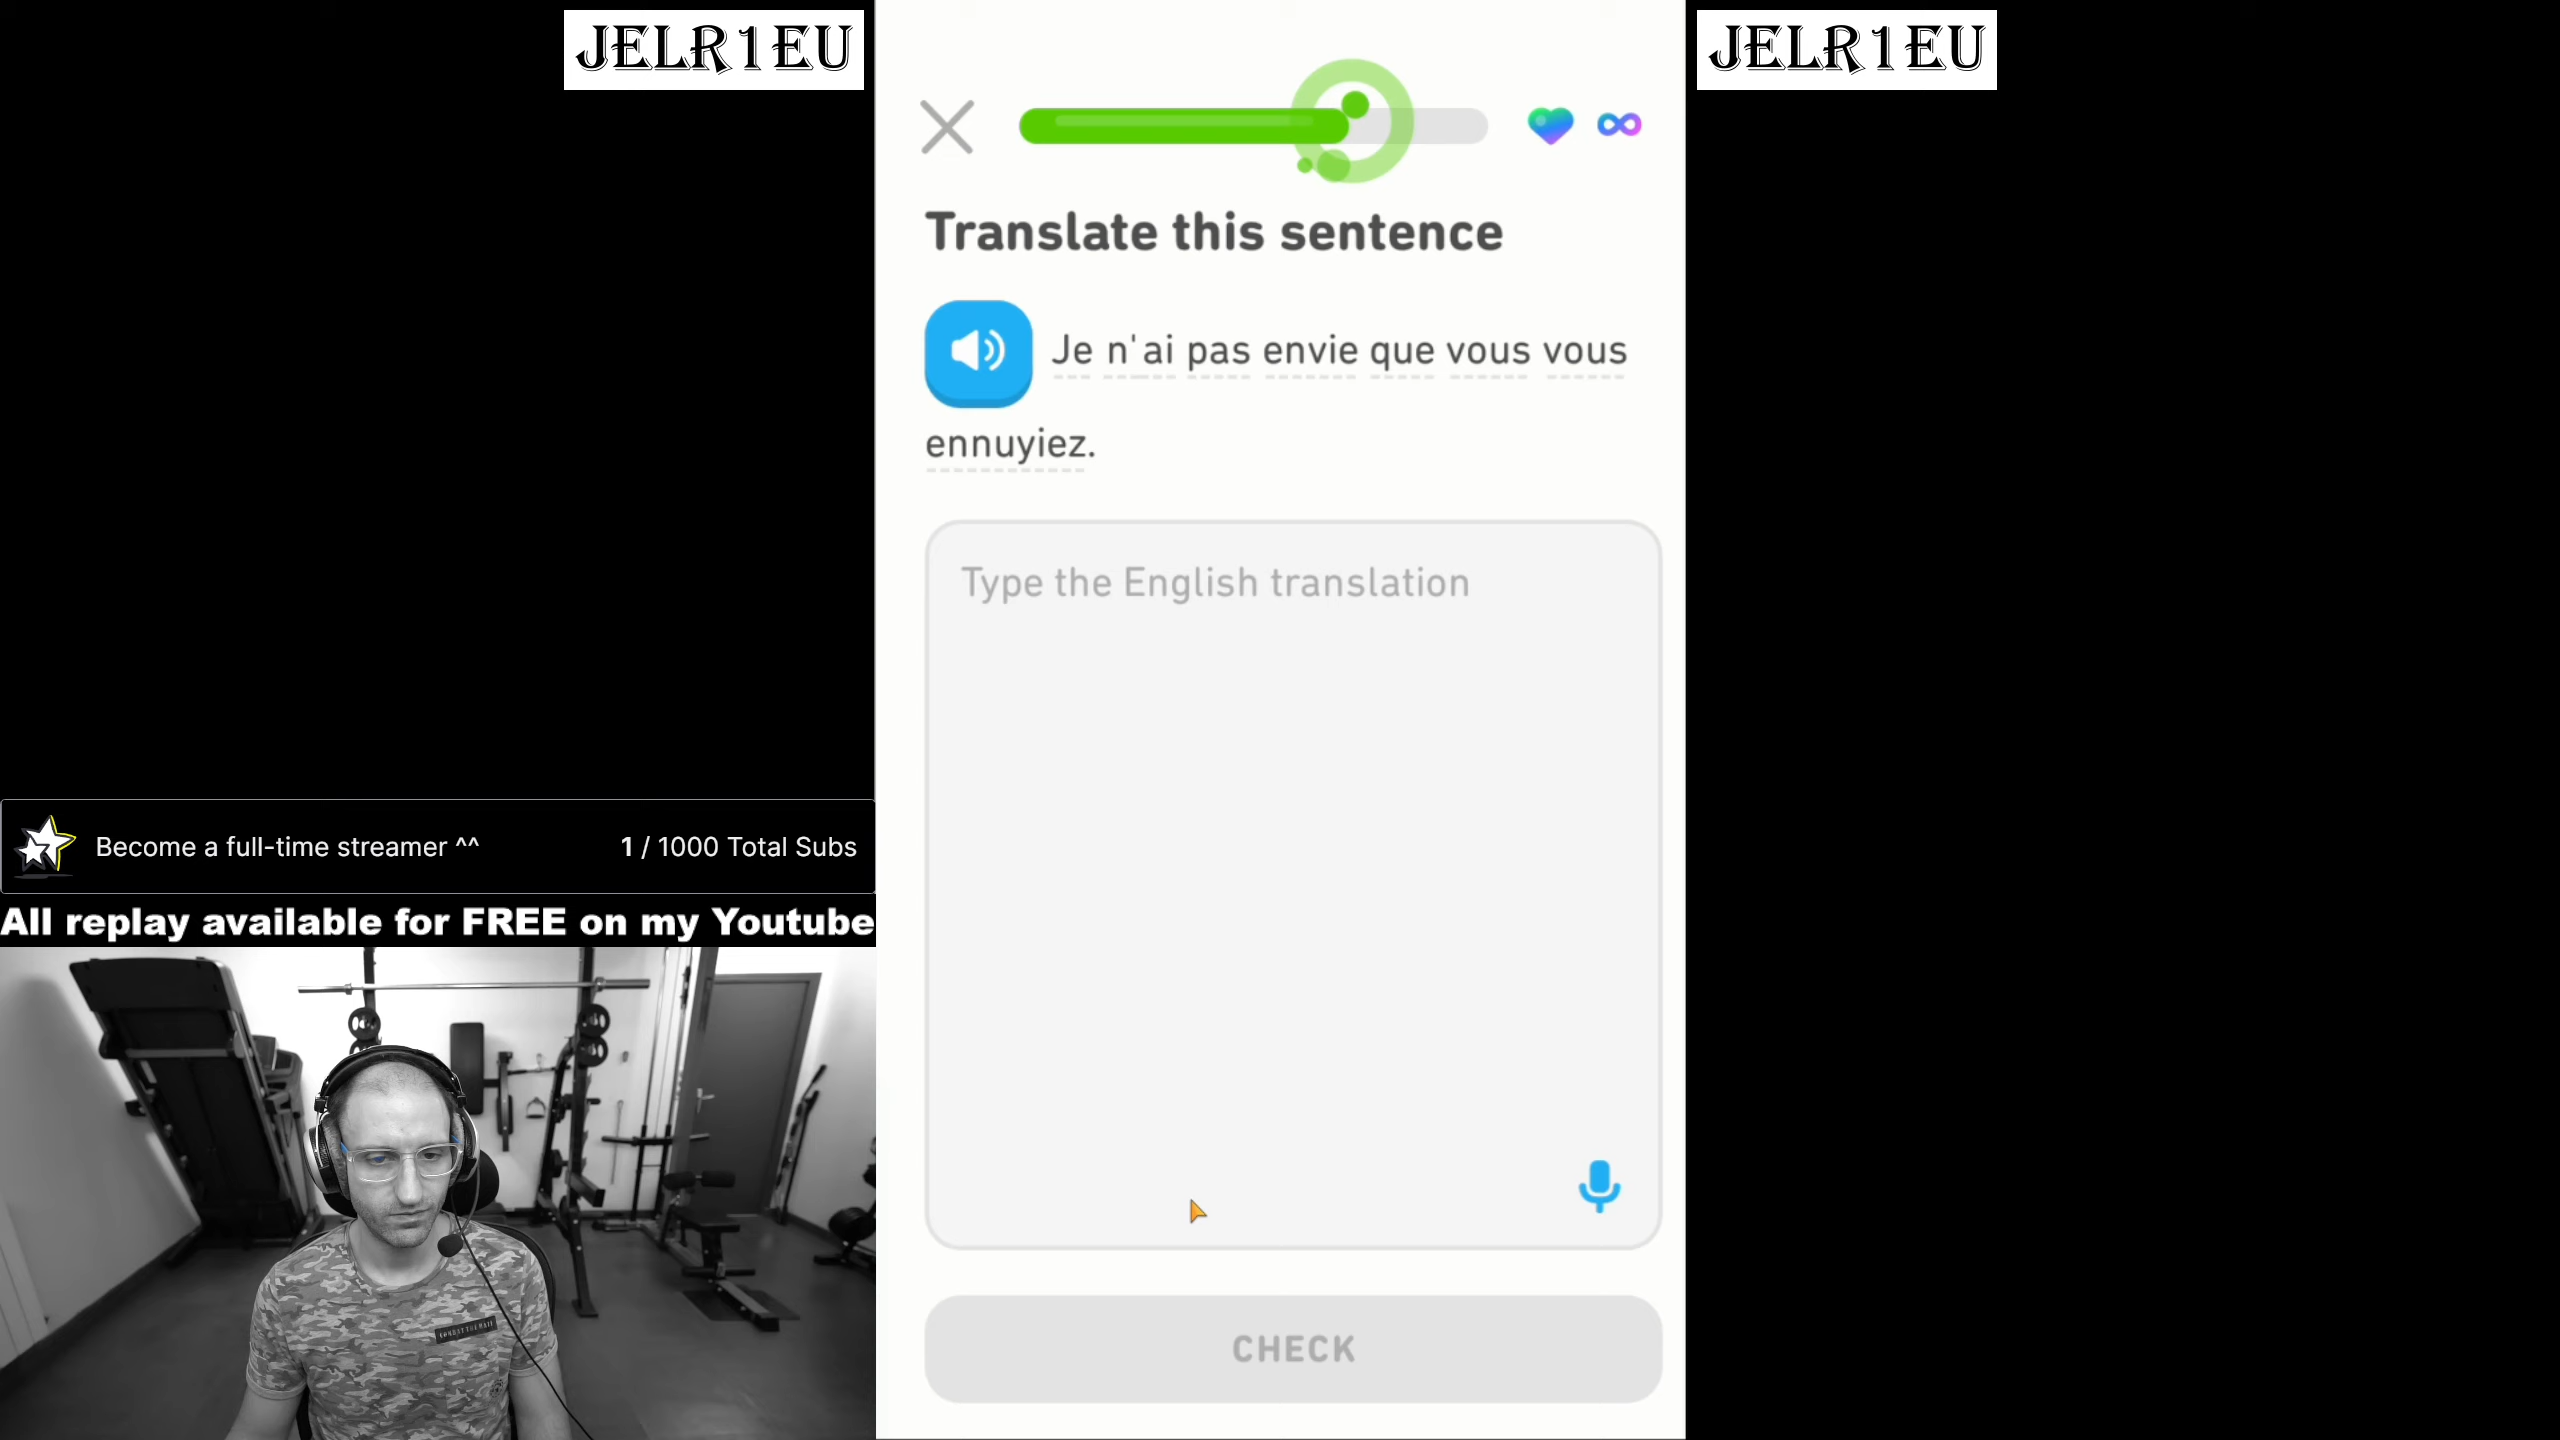 JELR1EU
JELR1EU
Translate this sentence
Je n'ai pas envie que vous vous
ennuyiez.
Type the English translation
CHECK
Become a full-time streamer ^^
1 / 1000 Total Subs
All replay available for FREE on my Youtube